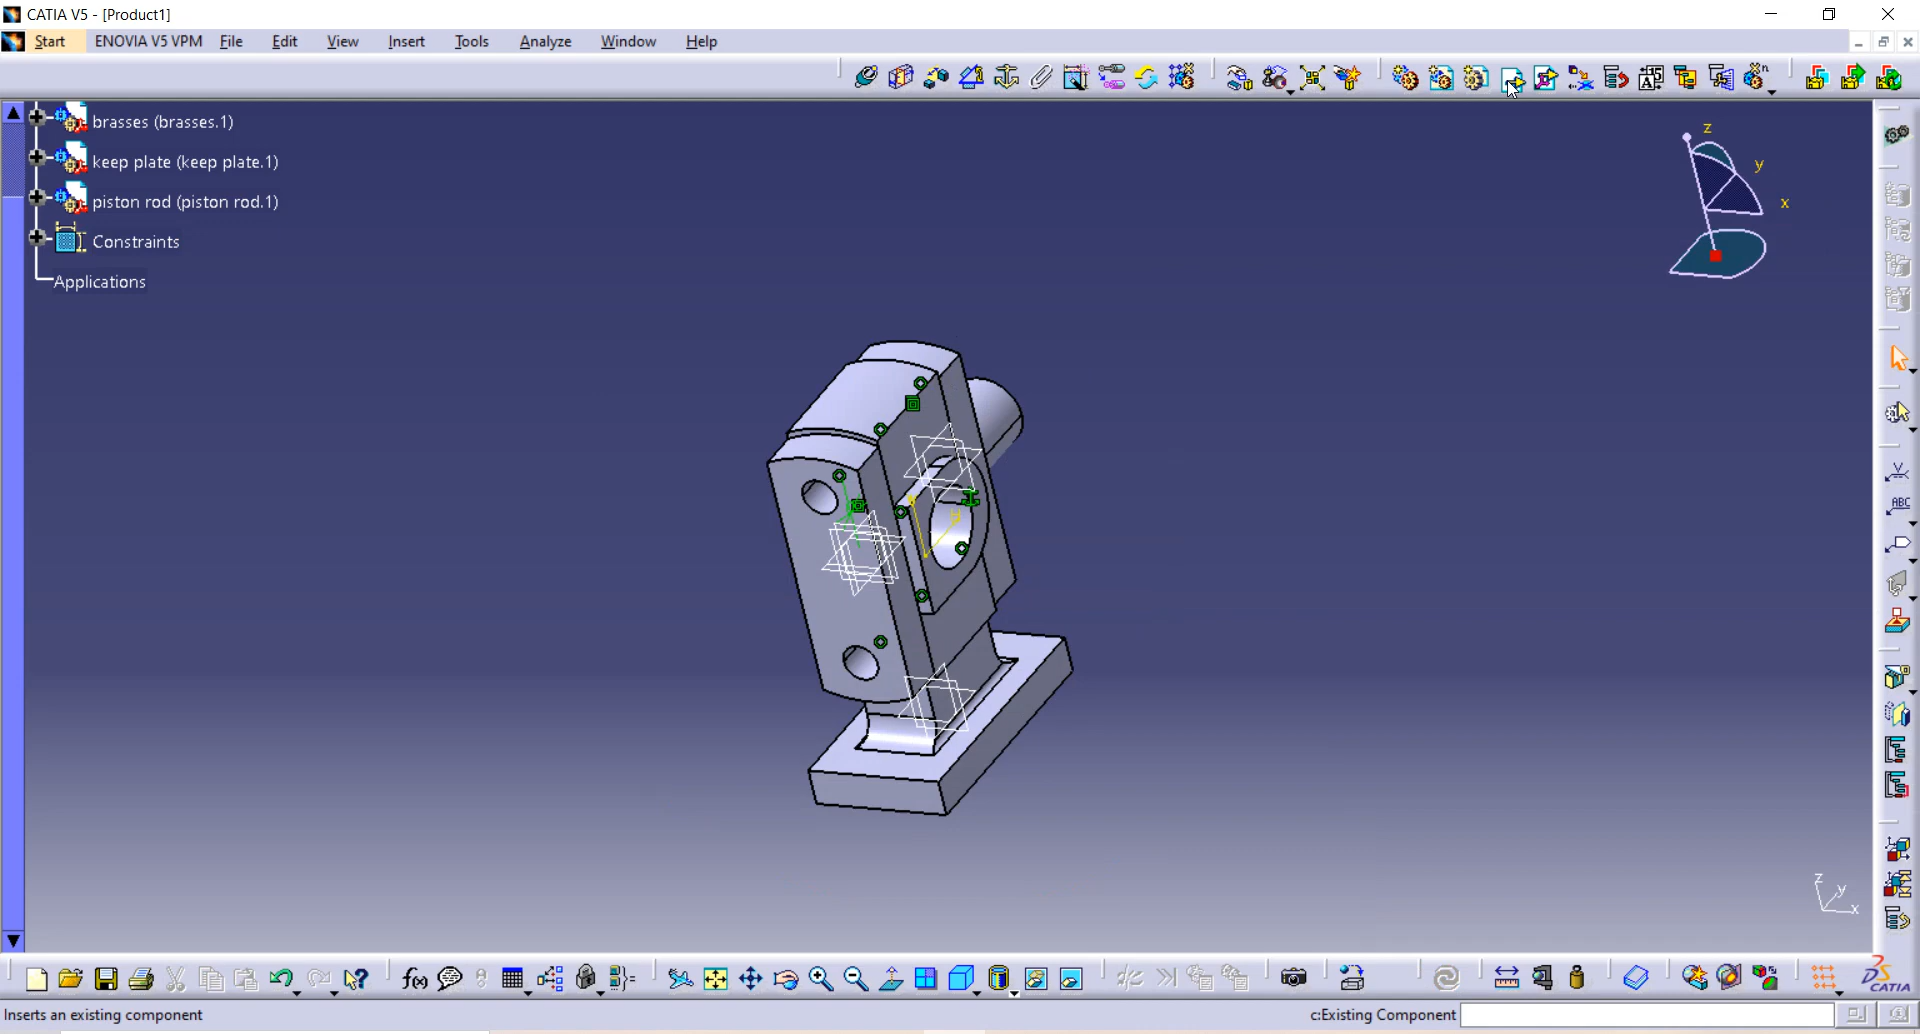 CATIA V5 - [Product1]
Start ENOVIA V5 VPM File Edit View Insert Tools Analyze Window Help
brasses (brasses.1)
keep plate (keep plate.1)
piston rod (piston rod.1)
Constraints
Applications
z
y
x
ABC
H
z
y
x
f(x)
CATIA
Inserts an existing component
c:Existing Component